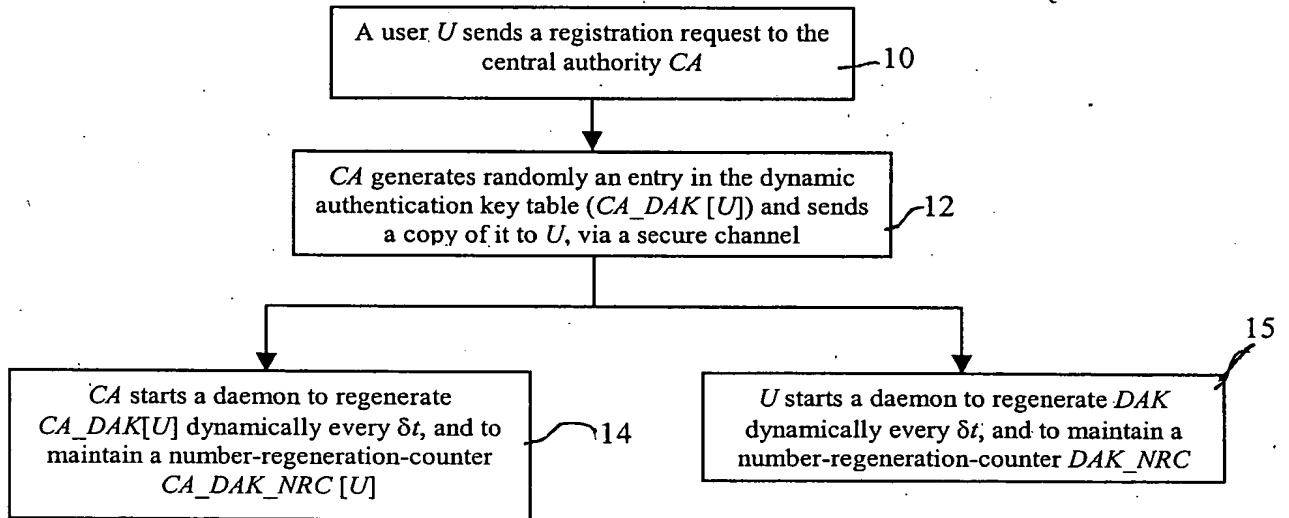 A user U sends a registration request to the
central authority CA
10
CA generates randomly an entry in the dynamic
authentication key table (CA_DAK [U]) and sends
a copy of it to U, via a secure channel
12
CA starts a daemon to regenerate
CA_DAK[U] dynamically every δt, and to
maintain a number-regeneration-counter
CA_DAK_NRC [U]
14
15
U starts a daemon to regenerate DAK
dynamically every δt, and to maintain a
number-regeneration-counter DAK_NRC